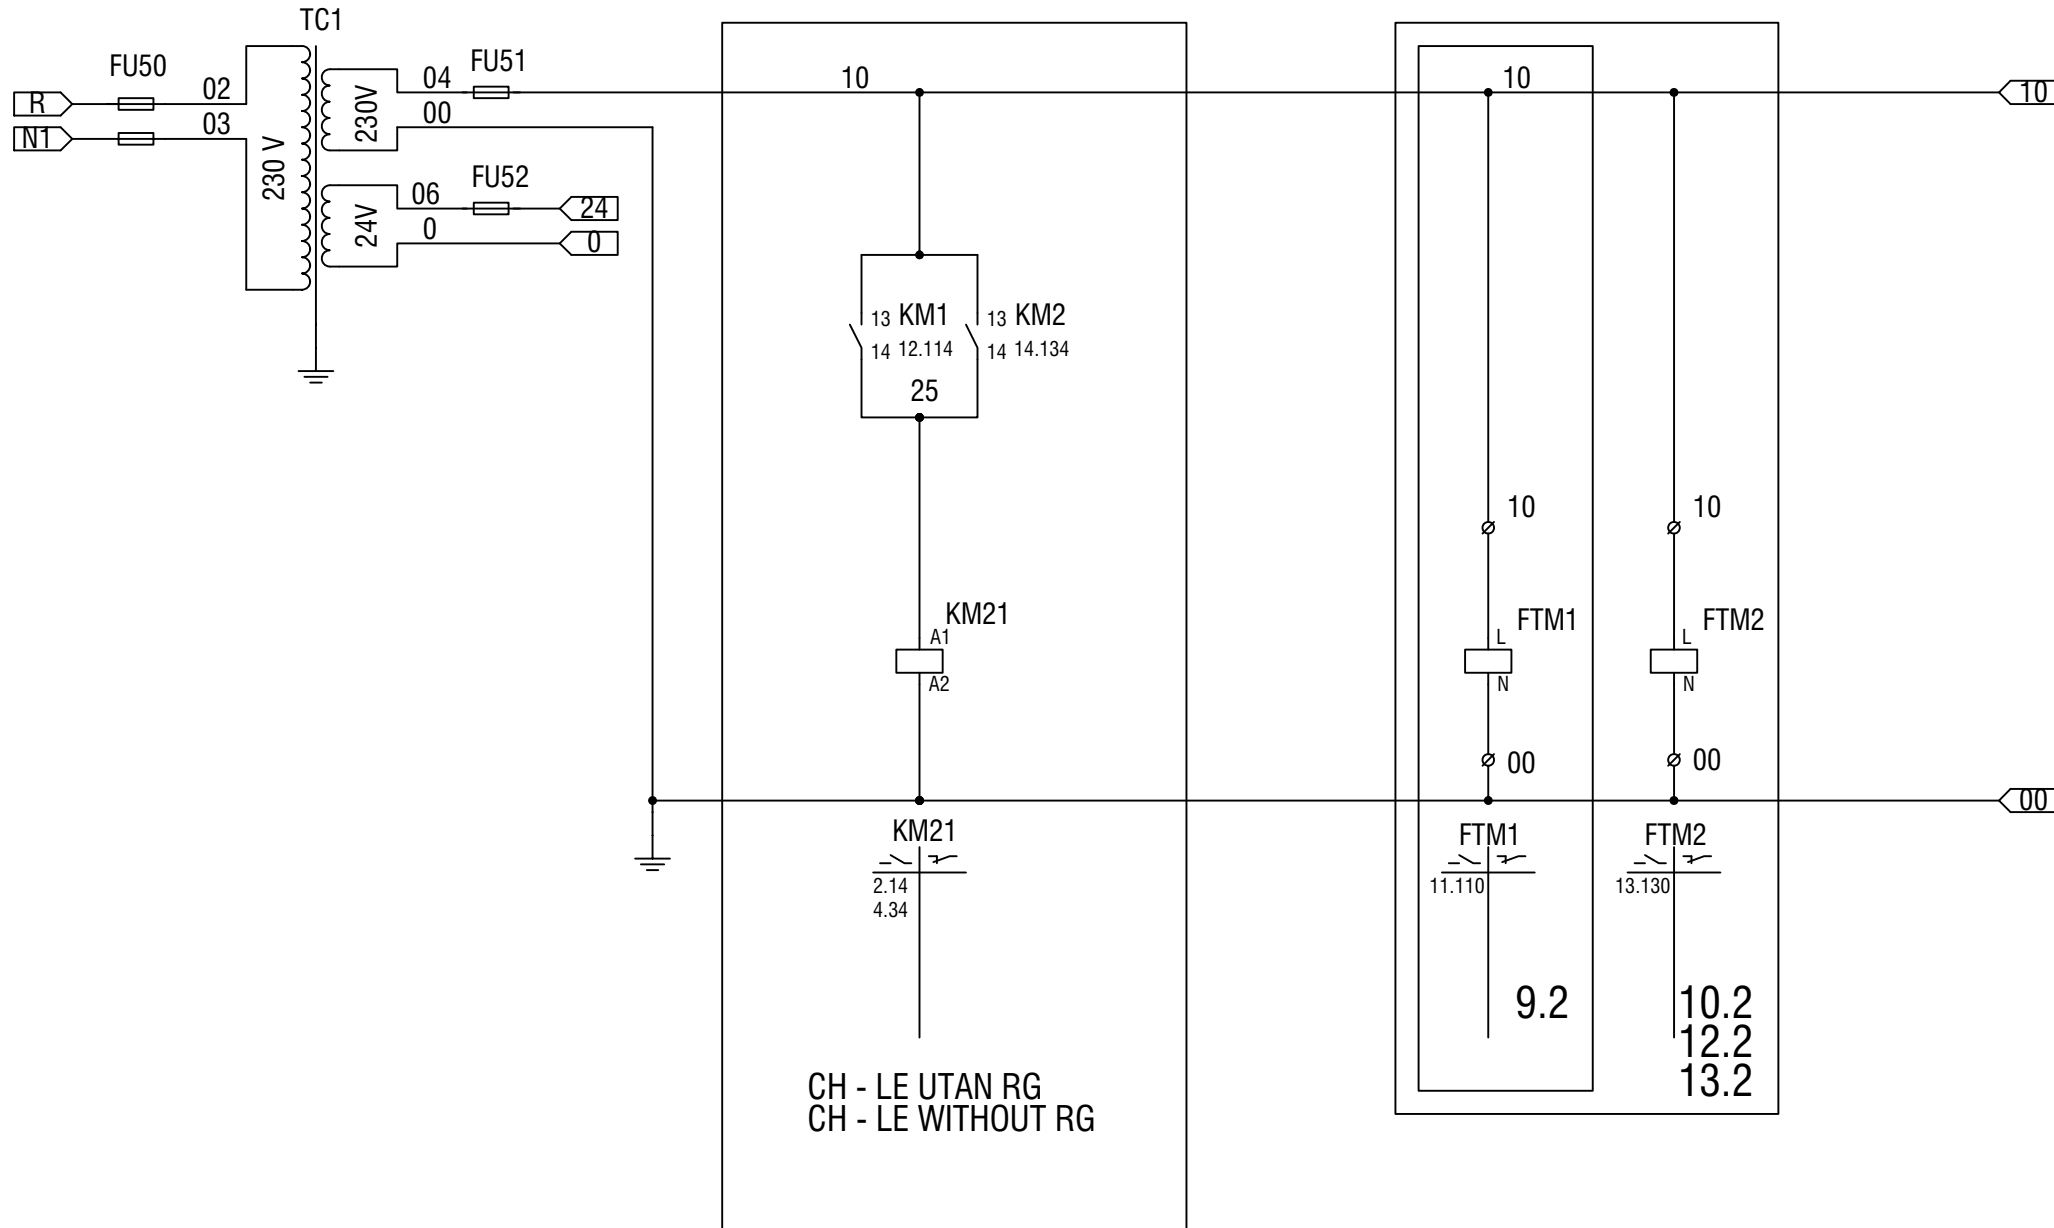 TC1
FU50
R
02
N1
03
230 V
230V
04
FU51
00
24V
06
FU52
24
0
0
10
13 KM1
14 12.114
13 KM2
14 14.134
25
KM21
A1
A2
KM21
2.14
4.34
CH - LE UTAN RG
CH - LE WITHOUT RG
10
10
10
FTM1
L
N
FTM2
L
N
00
00
FTM1
11.110
FTM2
13.130
9.2
10.2
12.2
13.2
10
00